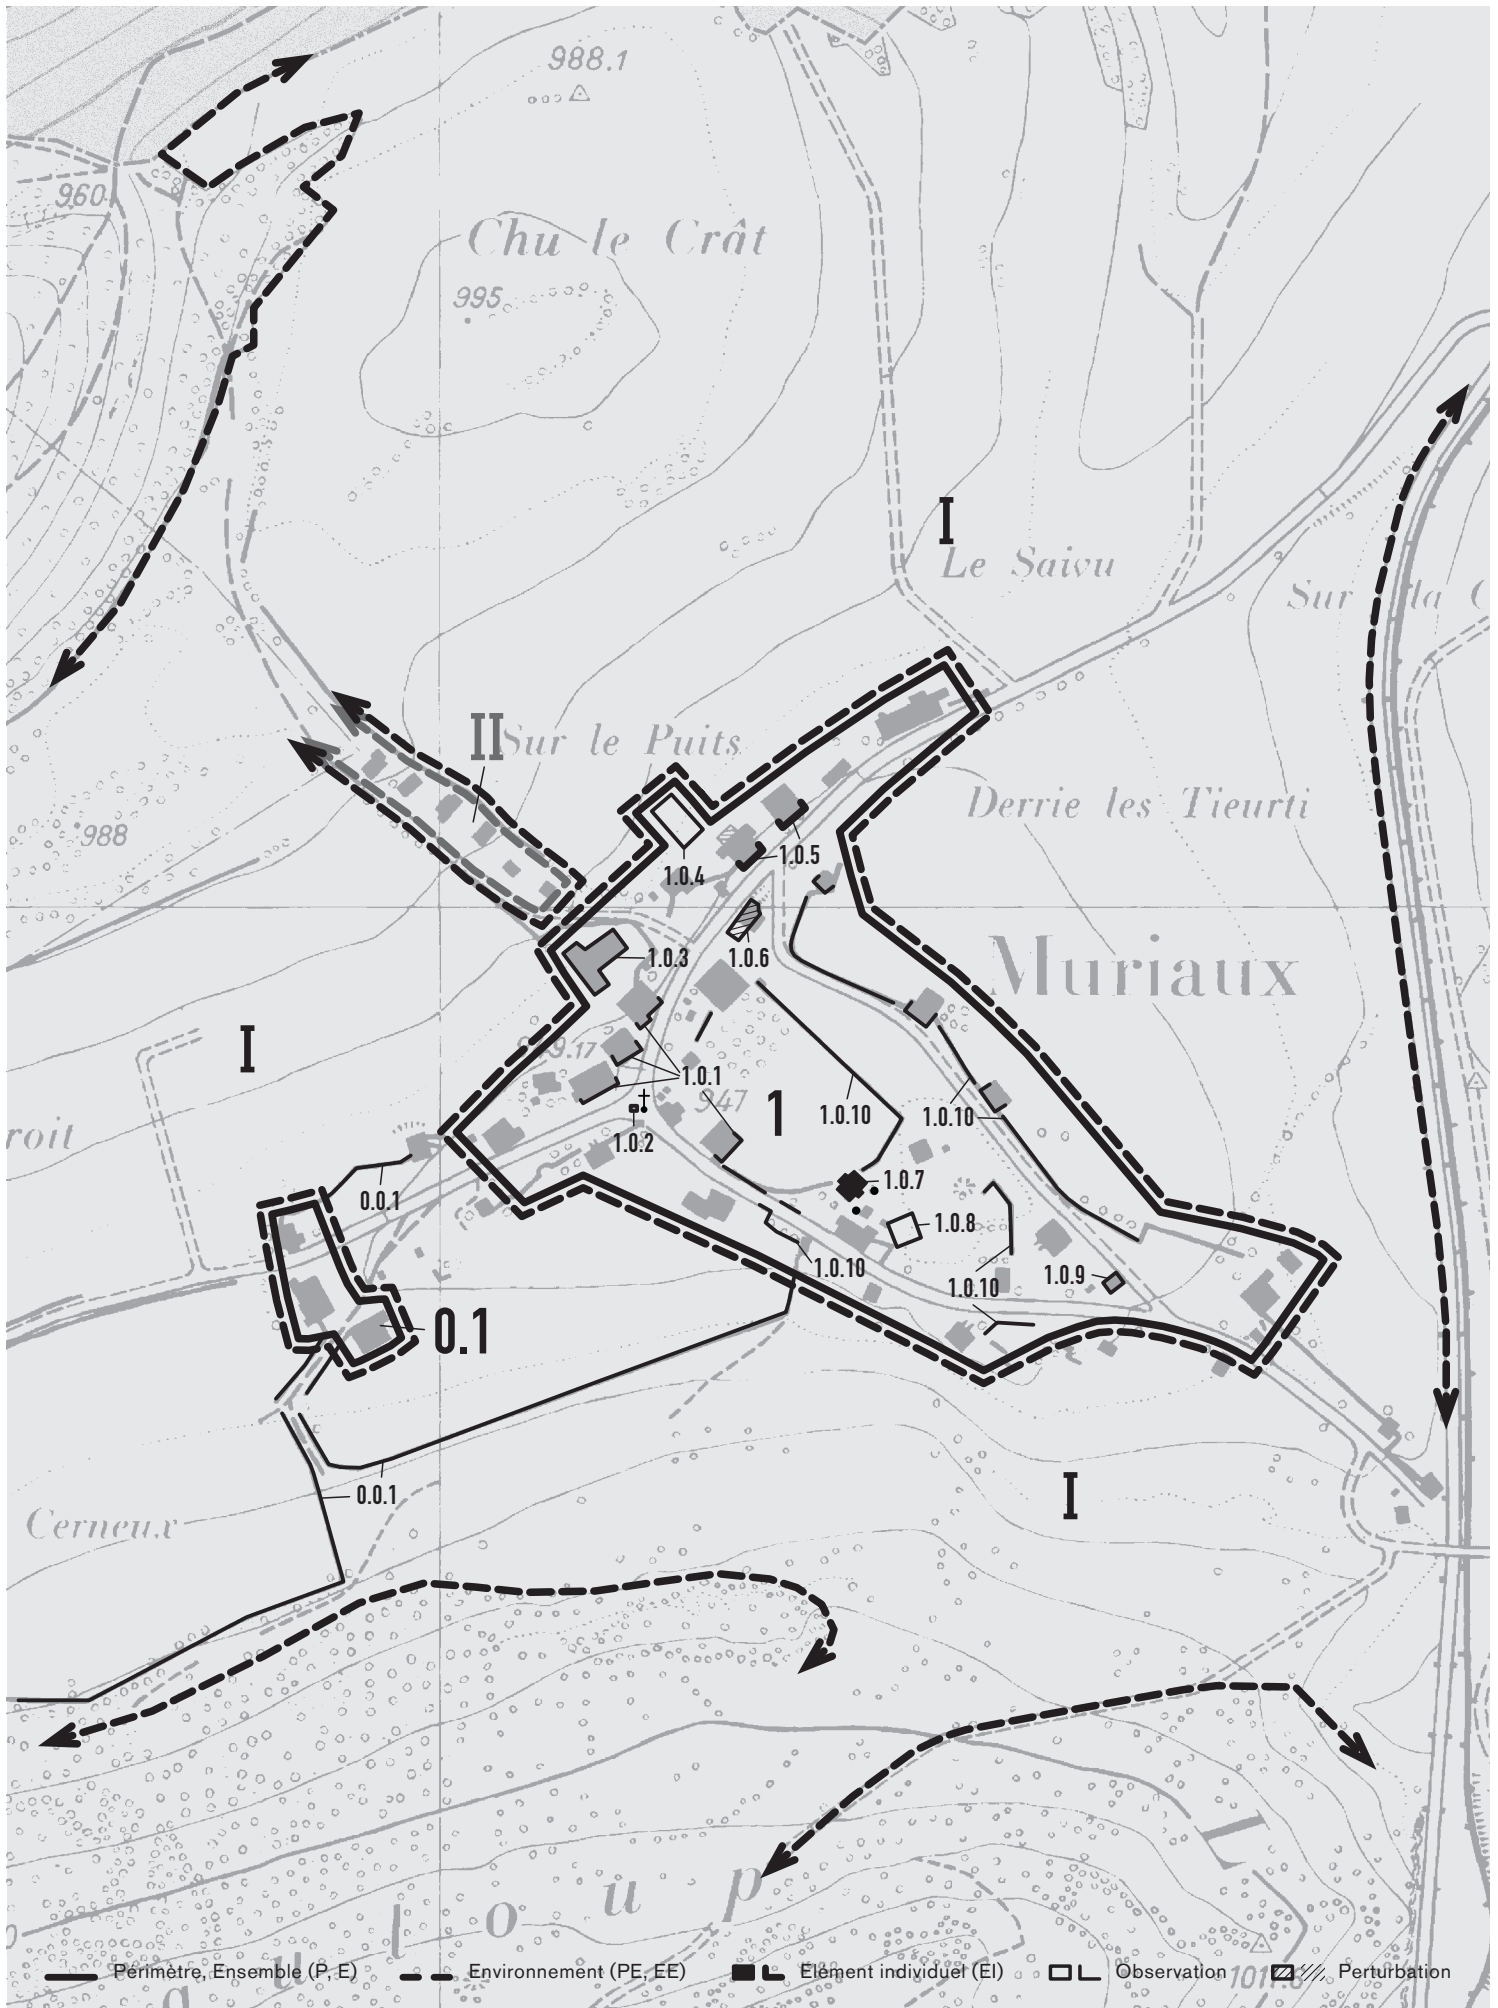 988.1
960
Chu le Crât
995
I
Le Saivu
Sur la C
II
Sur le Puits
Derrie les Tieurti
988
1.0.5
1.0.4
Muriaux
1.0.3
1.0.6
I
1.0.1
947
1
1.0.10
1.0.10
roit
1.0.2
0.0.1
1.0.7
1.0.8
1.0.10
1.0.10
1.0.9
0.1
0.0.1
I
Cerneux
a u l o u p
L
Périmètre, Ensemble (P, E)
Environnement (PE, EE)
Elément individuel (EI)
Observation
Perturbation